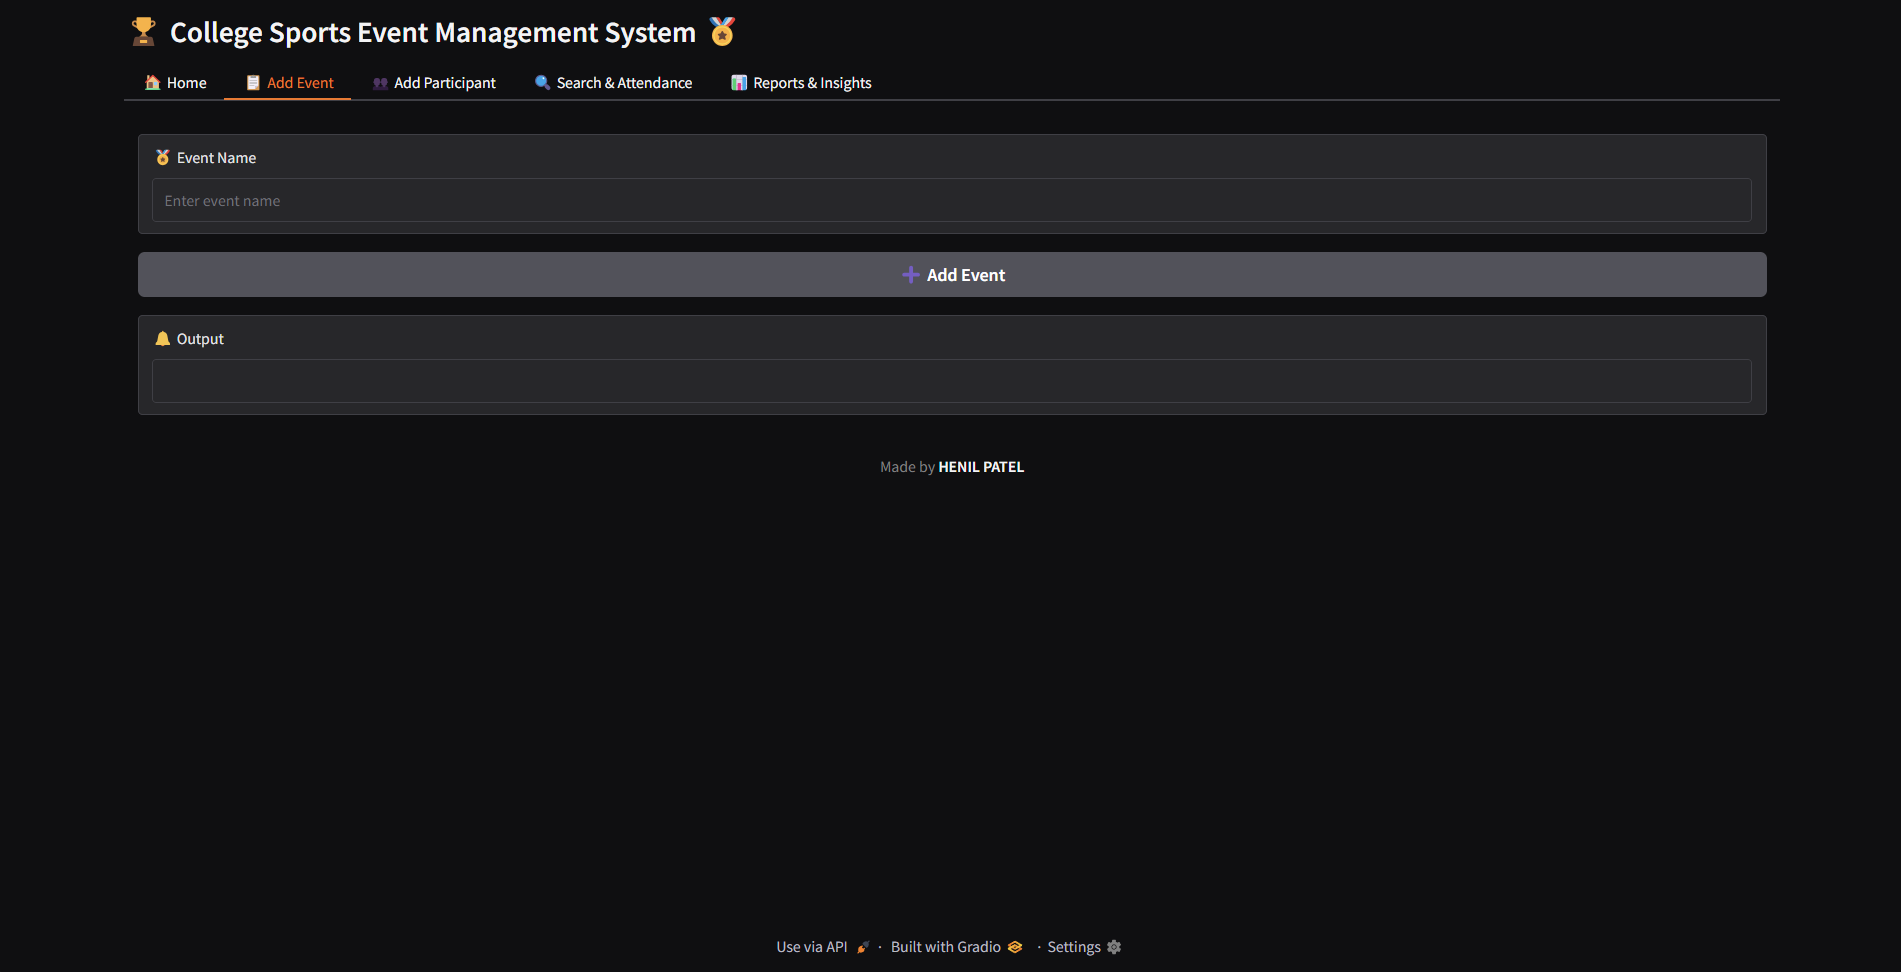 🏆 College Sports Event Management System 🏅
🏠 Home 📋 Add Event 👥 Add Participant 🔍 Search & Attendance 📊 Reports & Insights
🏅 Event Name
Enter event name
➕ Add Event
🔔 Output
Made by HENIL PATEL
Use via API 🚀 · Built with Gradio · Settings ⚙️